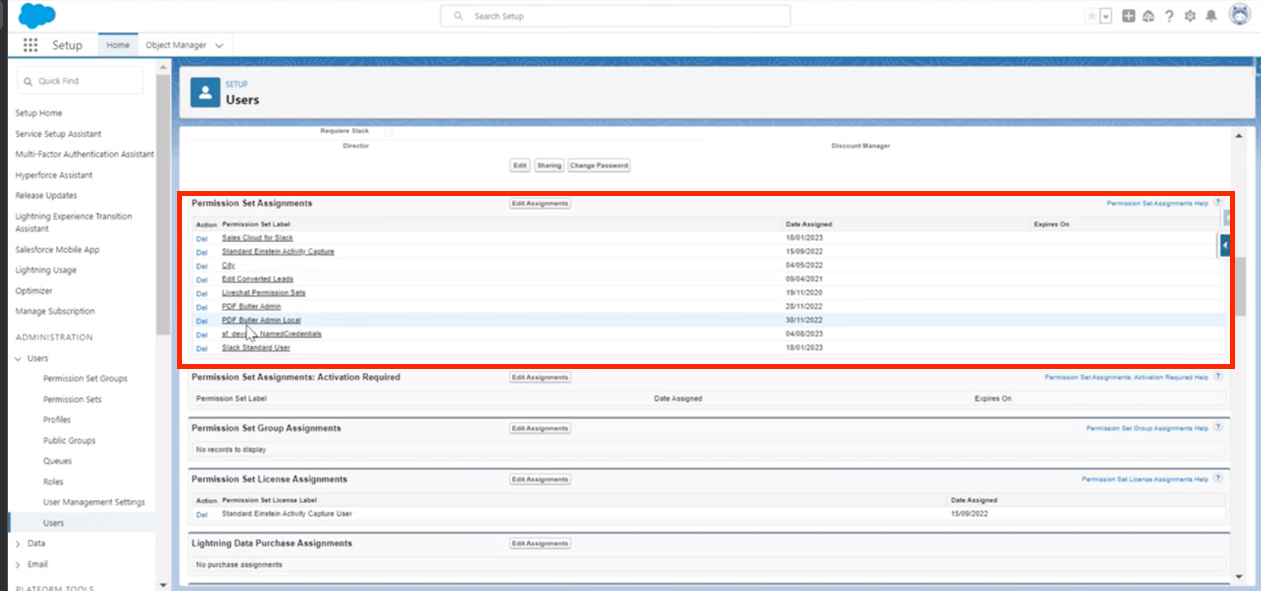 Search Setup
Setup
Home
Object Manager
Quick Find
Setup Home
Service Setup Assistant
Multi-Factor Authentication Assistant
Hyperforce Assistant
Release Updates
Lightning Experience Transition
Assistant
Salesforce Mobile App
Lightning Usage
Optimizer
Manage Subscription
ADMINISTRATION
Users
Permission Set Groups
Permission Sets
Profiles
Public Groups
Queues
Roles
User Management Settings
Users
Data
Email
PLATFORM TOOLS
SETUP
Users
Requiere Slack
Director Discount Manager
Edit Sharing Change Password
Permission Set Assignments Edit Assignments Permission Set Assignments Help ?
Action Permission Set Label Date Assigned Expires On
Del Sales Cloud for Slack 18/01/2023
Del Standard Einstein Activity Capture 15/09/2022
Del City 04/05/2022
Del Edit Converted Leads 09/04/2021
Del Livechat Permission Sets 19/11/2020
Del PDF Butler Admin 28/11/2022
Del PDF Butler Admin Local 30/11/2022
Del NamedCredentials 04/08/2023
Del Slack Standard User 18/01/2023
Permission Set Assignments: Activation Required Edit Assignments Permission Set Assignments: Activation Required Help ?
Permission Set Label Date Assigned Expires On
Permission Set Group Assignments Edit Assignments Permission Set Group Assignments Help ?
No records to display
Permission Set License Assignments Edit Assignments Permission Set License Assignments Help ?
Action Permission Set License Label Date Assigned
Del Standard Einstein Activity Capture User 15/09/2022
Lightning Data Purchase Assignments Edit Assignments
No purchase assignments